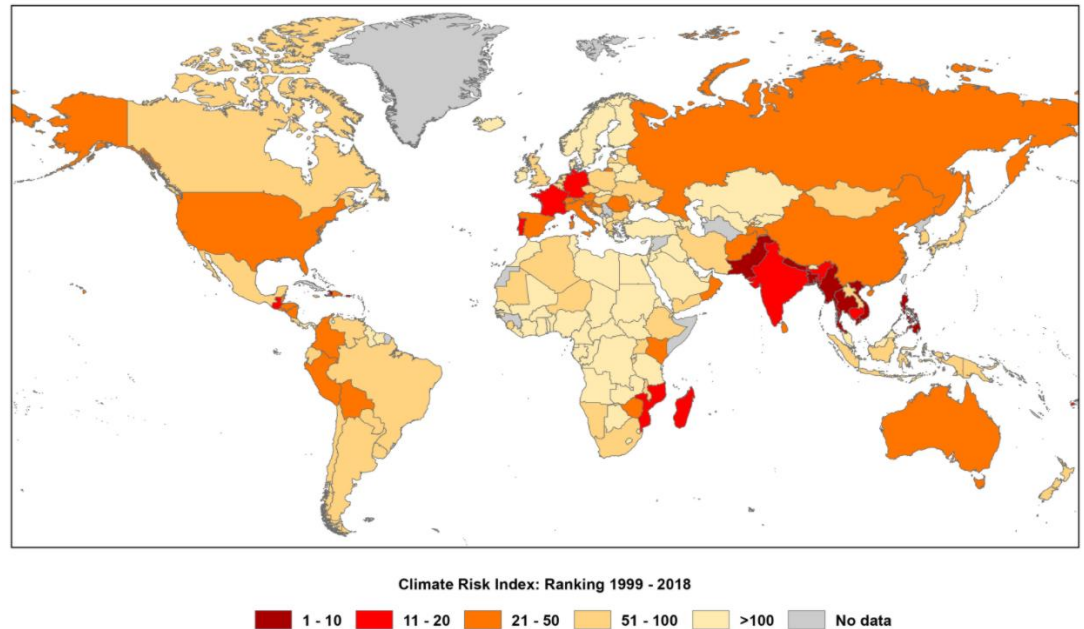 Climate Risk Index: Ranking 1999 - 2018
1 - 10 11 - 20 21 - 50 51 - 100 >100 No data